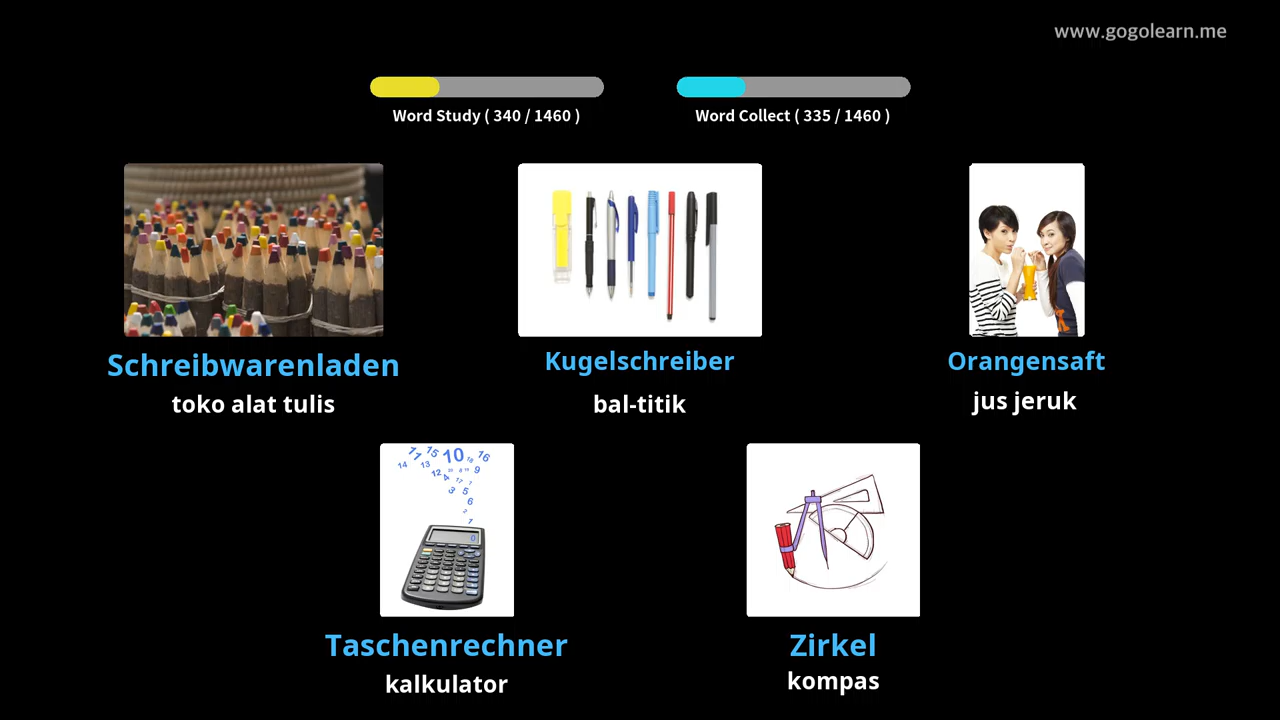 www.gogolearn.me
Word Study ( 340 / 1460 )
Word Collect ( 335 / 1460 )
Schreibwarenladen
toko alat tulis
Kugelschreiber
bal-titik
Orangensaft
jus jeruk
Taschenrechner
kalkulator
Zirkel
kompas